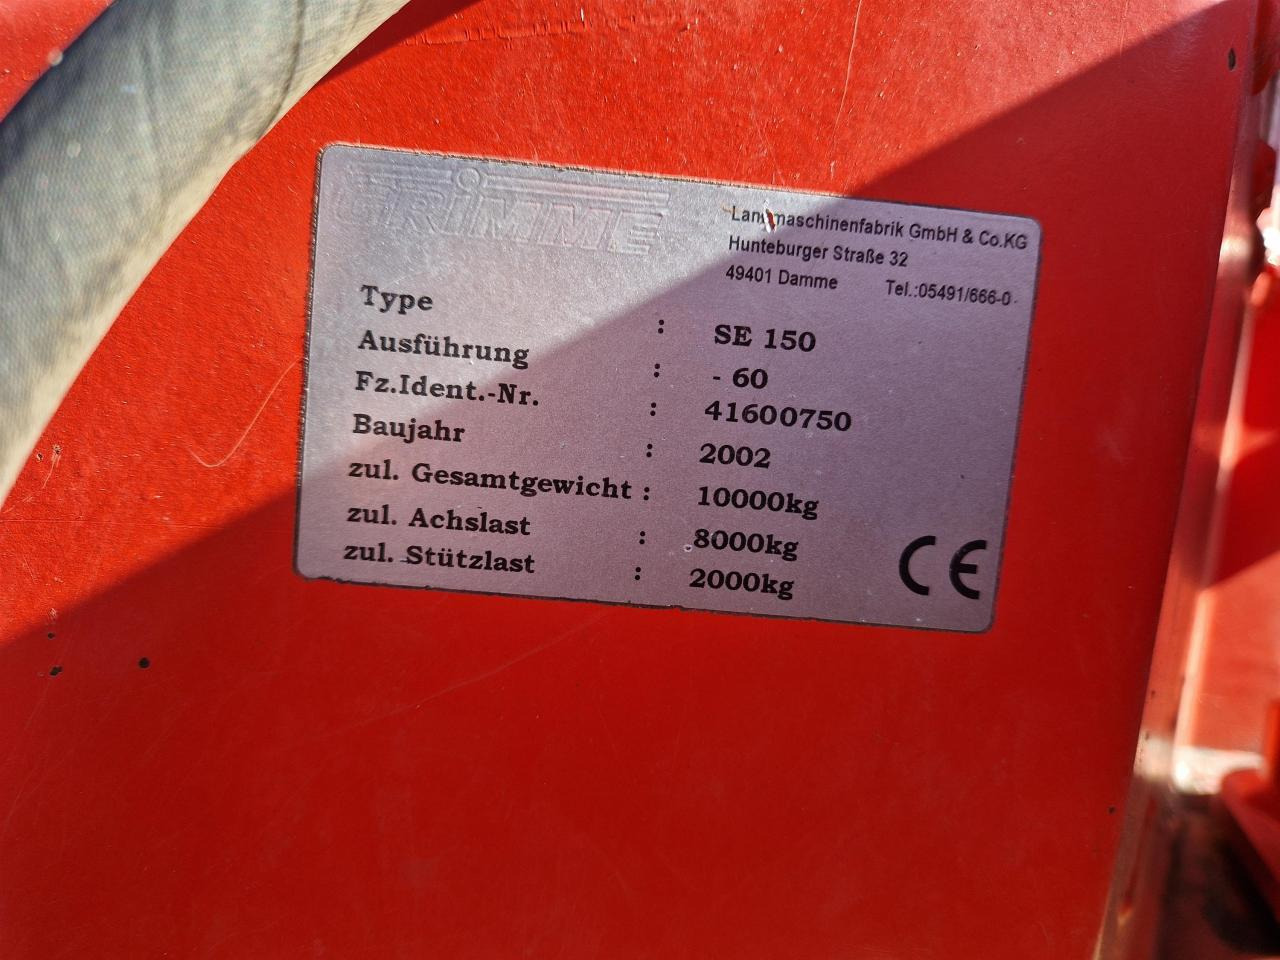 GRIMME
Landmaschinenfabrik GmbH & Co.KG
Hunteburger Straße 32
49401 Damme Tel.:05491/666-0
Type : SE 150
Ausführung : - 60
Fz.Ident.-Nr. : 41600750
Baujahr : 2002
zul. Gesamtgewicht : 10000kg
zul. Achslast : 8000kg
zul. Stützlast : 2000kg
CE